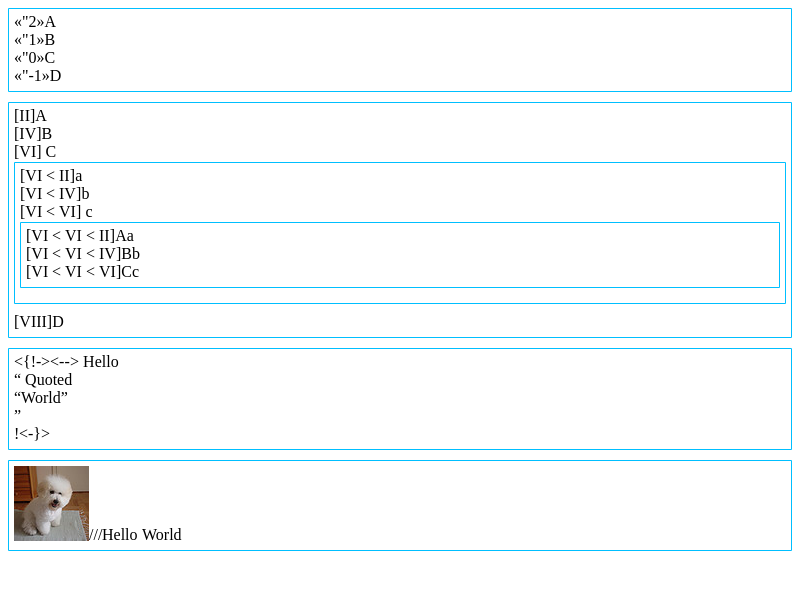 «"2»A
«"1»B
«"0»C
«"-1»D
[II]A
[IV]B
[VI] C
[VI < II]a
[VI < IV]b
[VI < VI] c
[VI < VI < II]Aa
[VI < VI < IV]Bb
[VI < VI < VI]Cc
[VIII]D
<{!-><--> Hello
“ Quoted
“World”
”
!<-}>
///Hello World